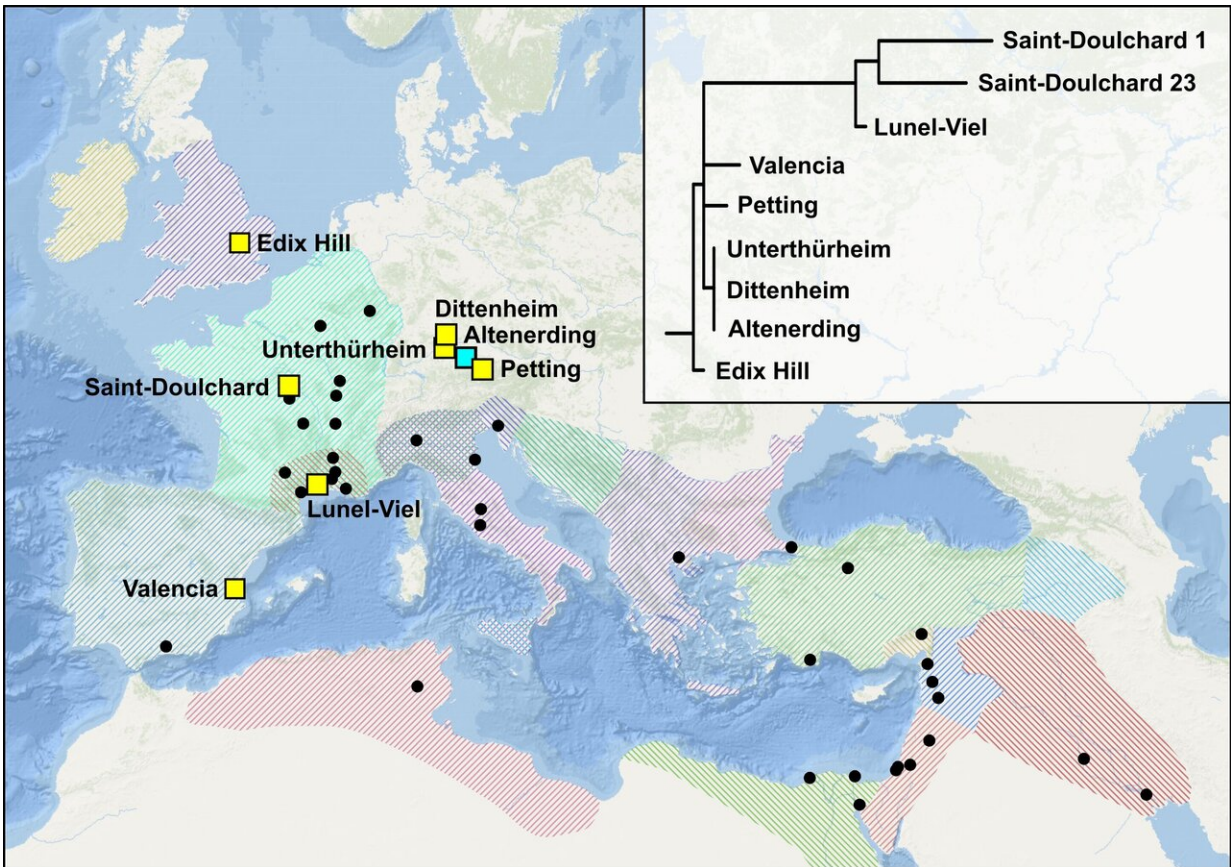 Saint-Doulchard 1
Saint-Doulchard 23
Lunel-Viel
Valencia
Petting
Unterthürheim
Dittenheim
Altenerding
Edix Hill
Edix Hill
Dittenheim
Altenerding
Unterthürheim
Petting
Saint-Doulchard
Lunel-Viel
Valencia